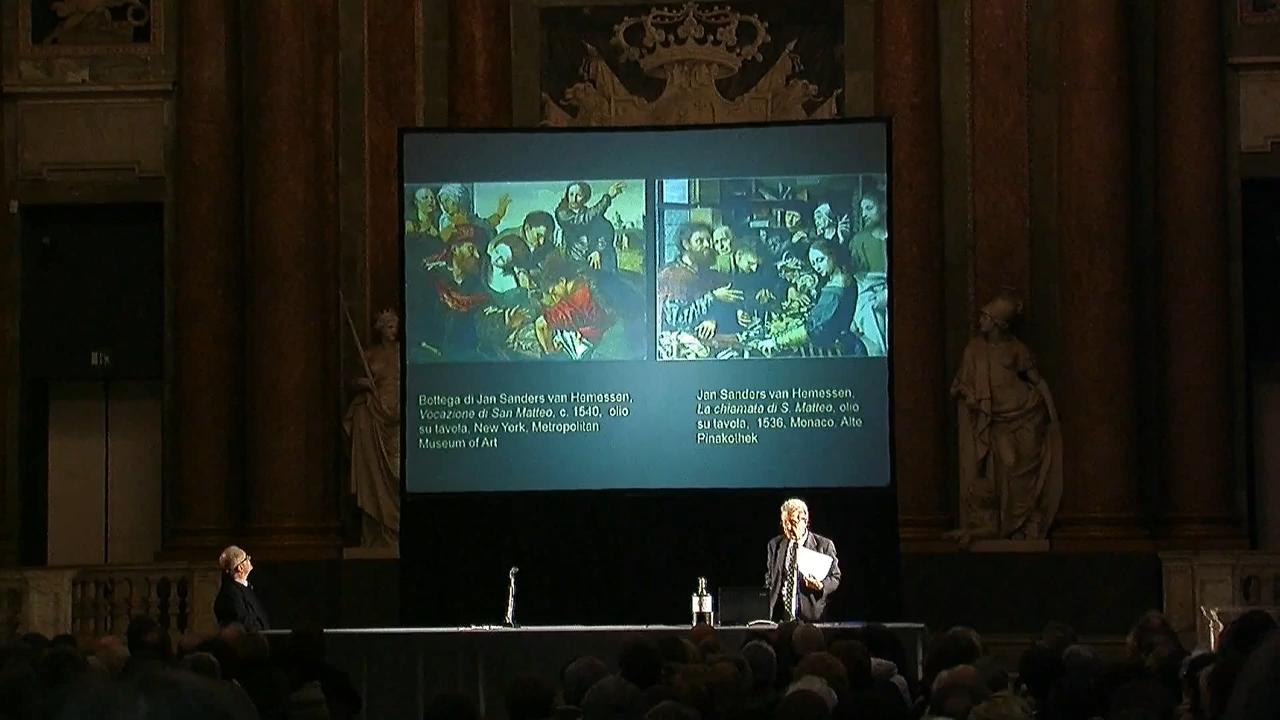 Bottega di Jan Sanders van Hemessen,
Vocazione di San Matteo, c. 1540, olio
su tavola, New York, Metropolitan
Museum of Art
Jan Sanders van Hemessen,
La chiamata di S. Matteo, olio
su tavola, 1536, Monaco, Alte
Pinakothek